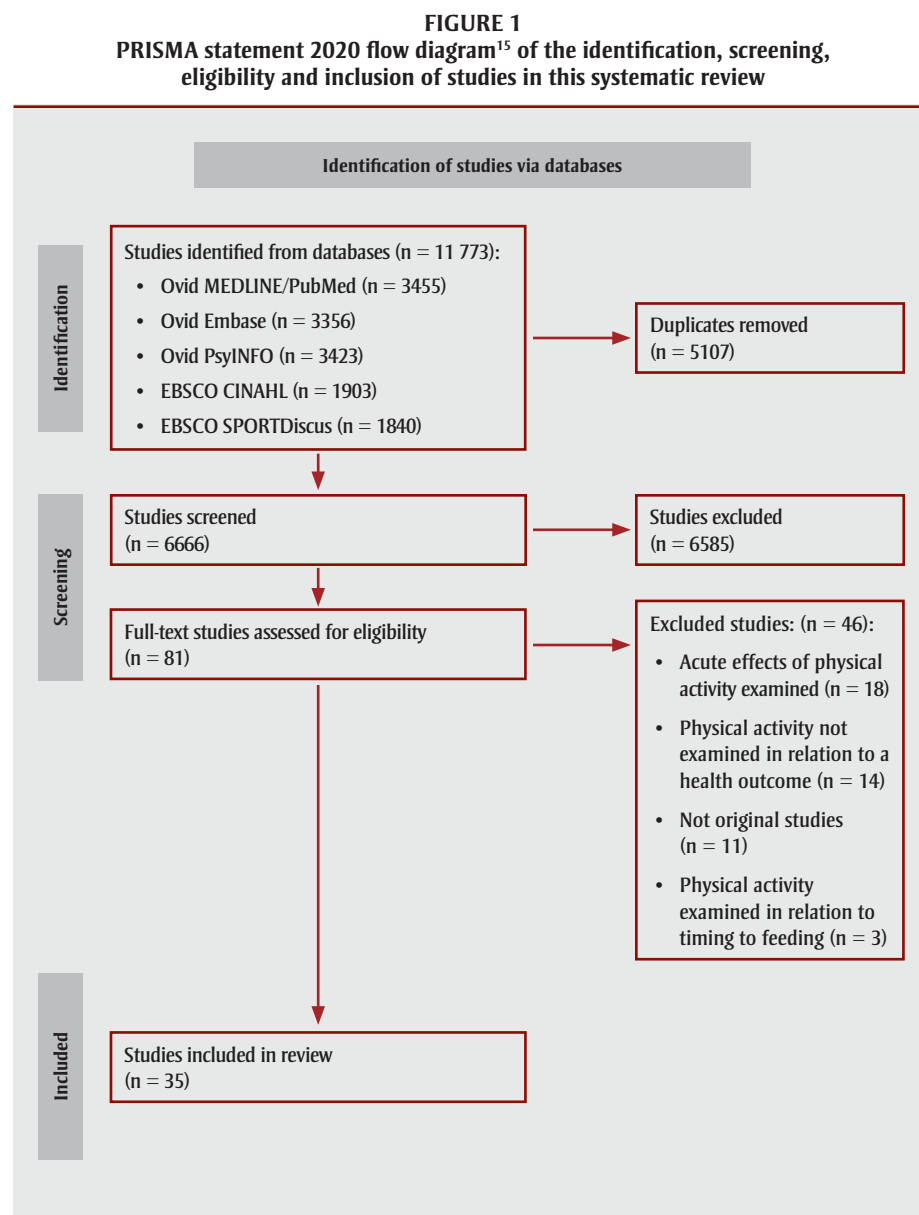 FIGURE 1
PRISMA statement 2020 flow diagram¹⁵ of the identification, screening,
eligibility and inclusion of studies in this systematic review
Identification of studies via databases
Identification
Studies identified from databases (n = 11 773):
• Ovid MEDLINE/PubMed (n = 3455)
• Ovid Embase (n = 3356)
• Ovid PsyINFO (n = 3423)
• EBSCO CINAHL (n = 1903)
• EBSCO SPORTDiscus (n = 1840)
Duplicates removed
(n = 5107)
Screening
Studies screened
(n = 6666)
Studies excluded
(n = 6585)
Full-text studies assessed for eligibility
(n = 81)
Excluded studies: (n = 46):
• Acute effects of physical
activity examined (n = 18)
• Physical activity not
examined in relation to a
health outcome (n = 14)
• Not original studies
(n = 11)
• Physical activity
examined in relation to
timing to feeding (n = 3)
Included
Studies included in review
(n = 35)